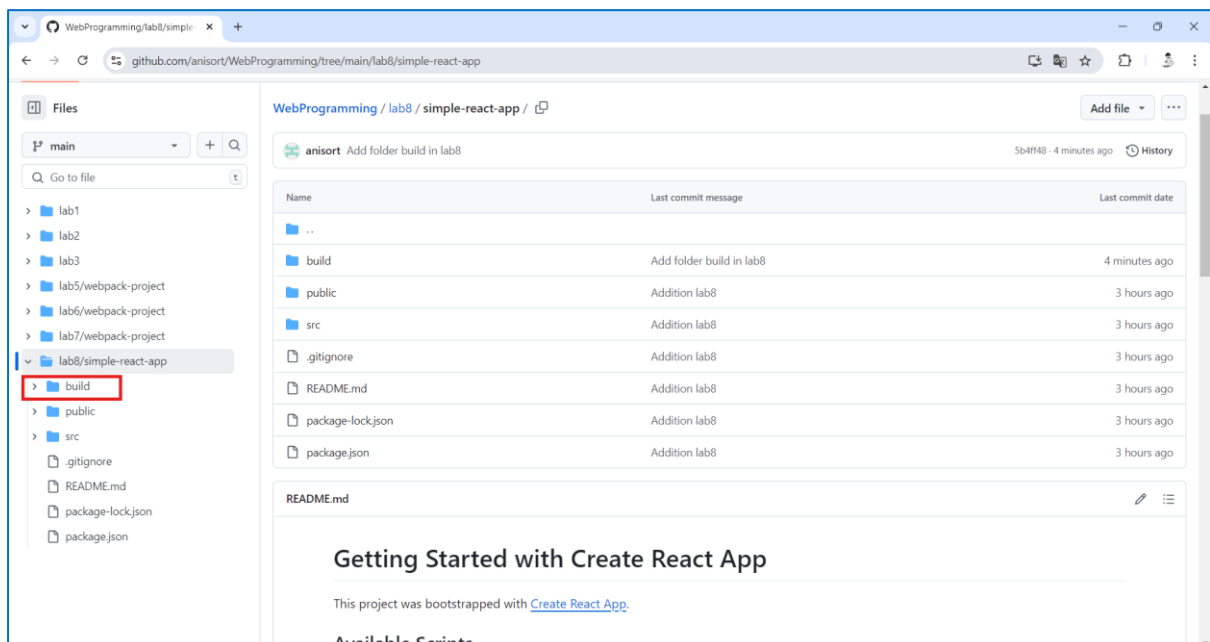 WebProgramming/lab8/simple
github.com/anisort/WebProgramming/tree/main/lab8/simple-react-app
Files
main
Go to file
t
lab1
lab2
lab3
lab5/webpack-project
lab6/webpack-project
lab7/webpack-project
lab8/simple-react-app
build
public
src
.gitignore
README.md
package-lock.json
package.json
WebProgramming / lab8 / simple-react-app /
Add file
anisort Add folder build in lab8
5b4ff48 · 4 minutes ago
History
Name Last commit message Last commit date
..
build Add folder build in lab8 4 minutes ago
public Addition lab8 3 hours ago
src Addition lab8 3 hours ago
.gitignore Addition lab8 3 hours ago
README.md Addition lab8 3 hours ago
package-lock.json Addition lab8 3 hours ago
package.json Addition lab8 3 hours ago
README.md
Getting Started with Create React App
This project was bootstrapped with Create React App.
Available Scripts